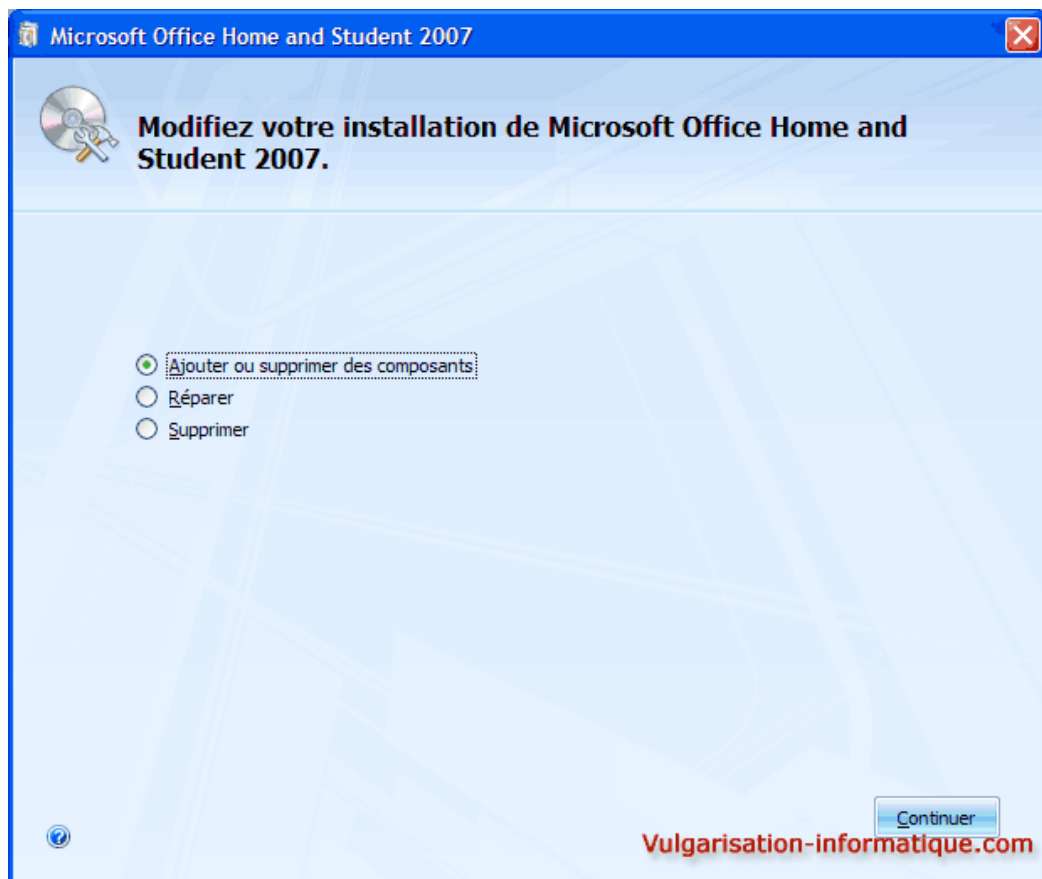 Microsoft Office Home and Student 2007
Modifiez votre installation de Microsoft Office Home and
Student 2007.
Ajouter ou supprimer des composants
Réparer
Supprimer
Continuer
Vulgarisation-informatique.com